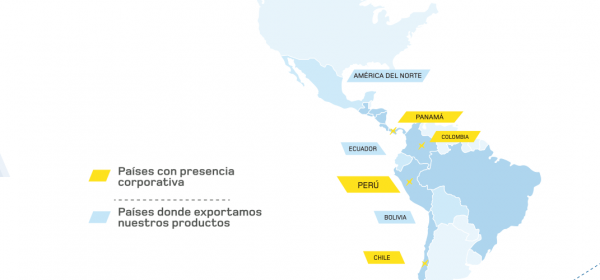 AMÉRICA DEL NORTE
PANAMÁ
COLOMBIA
ECUADOR
Países con presencia
corporativa
PERÚ
Países donde exportamos
nuestros productos
BOLIVIA
CHILE